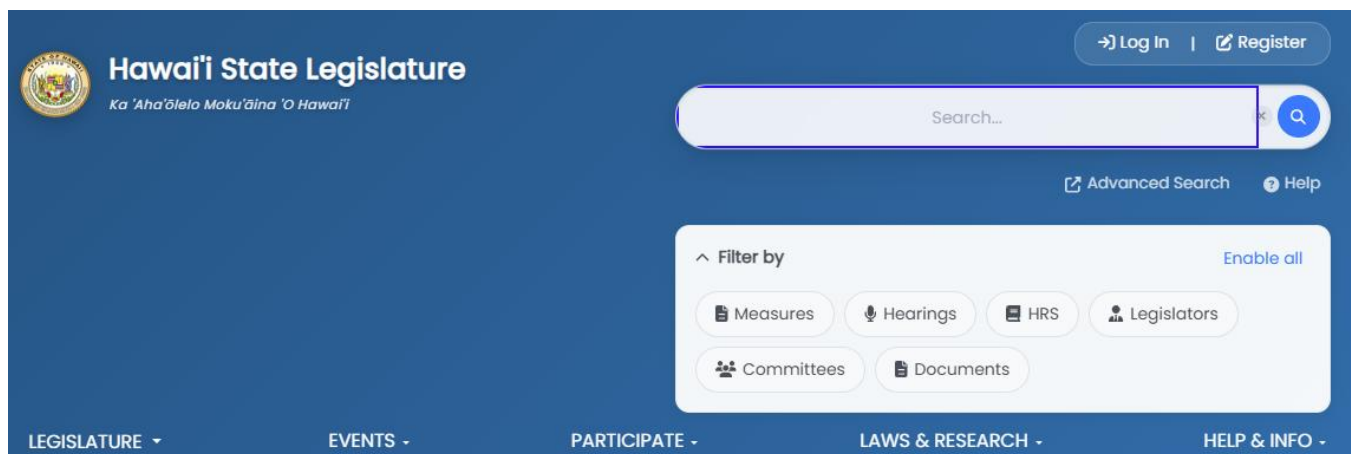 Log In | Register
Hawai'i State Legislature
Ka 'Aha'ōlelo Moku'āina 'O Hawai'i
Search...
Advanced Search Help
Filter by Enable all
Measures Hearings HRS Legislators
Committees Documents
LEGISLATURE EVENTS PARTICIPATE LAWS & RESEARCH HELP & INFO